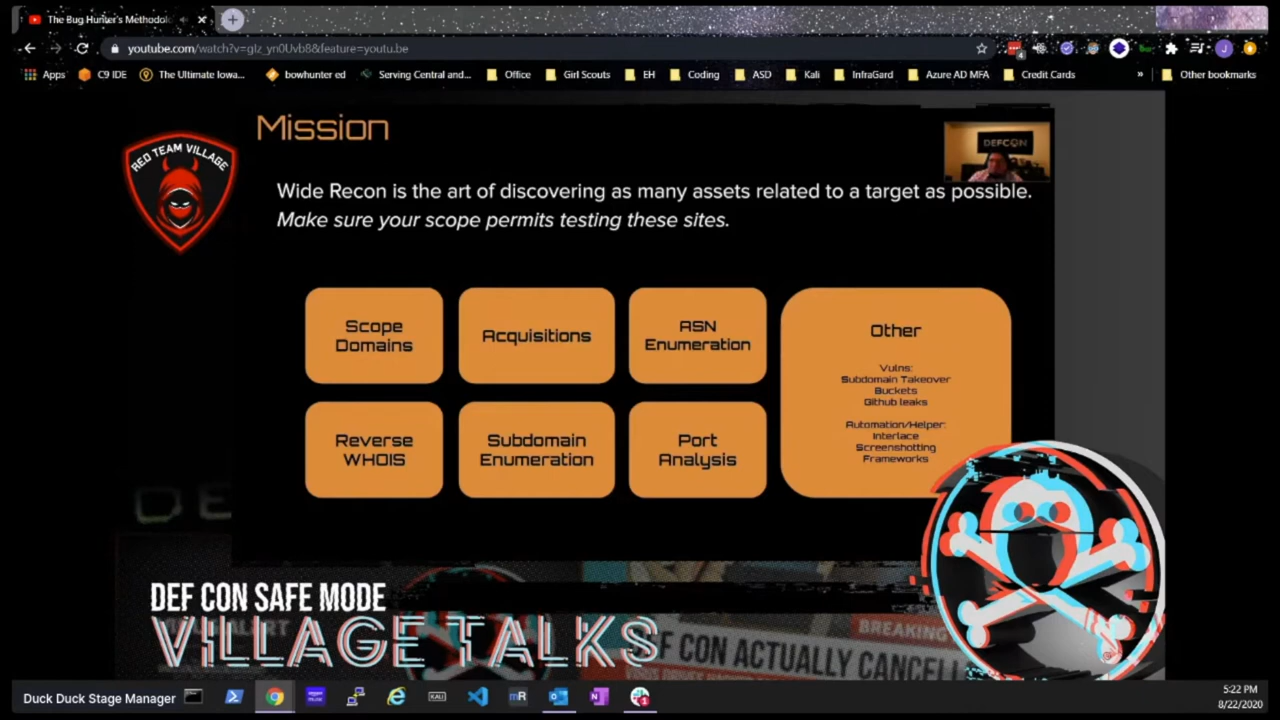 The Bug Hunter's Methodol
youtube.com/watch?v=glz_yn0Uvb8&feature=youtu.be
Apps C9 IDE The Ultimate Iowa... bowhunter ed Serving Central and... Office Girl Scouts EH Coding ASD Kali InfraGard Azure AD MFA Credit Cards » Other bookmarks
Mission
RED TEAM VILLAGE
DEFCON
Wide Recon is the art of discovering as many assets related to a target as possible.
Make sure your scope permits testing these sites.
Scope
Domains
Acquisitions
ASN
Enumeration
Other
Vulns:
Subdomain Takeover
Buckets
Github leaks
Automation/Helper:
Interlace
Screenshotting
Frameworks
Reverse
WHOIS
Subdomain
Enumeration
Port
Analysis
DE
DEF CON SAFE MODE
VILLAGE TALKS
BREAKING
DEF CON ACTUALLY CANCELL
Duck Duck Stage Manager
KALI
mR
5:22 PM
8/22/2020